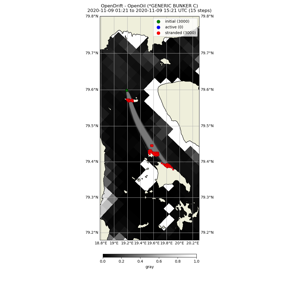 OpenDrift - OpenOil (*GENERIC BUNKER C)
2020-11-09 01:21 to 2020-11-09 15:21 UTC (15 steps)
initial (1000)
active (0)
stranded (1000)
79.8°N 79.8°N
79.7°N 79.7°N
79.6°N 79.6°N
79.5°N 79.5°N
79.4°N 79.4°N
79.3°N 79.3°N
79.2°N 79.2°N
18.8°E 19°E 19.2°E 19.4°E 19.6°E 19.8°E 20°E 19.2°E
0.0 0.2 0.4 0.6 0.8 1.0
gray